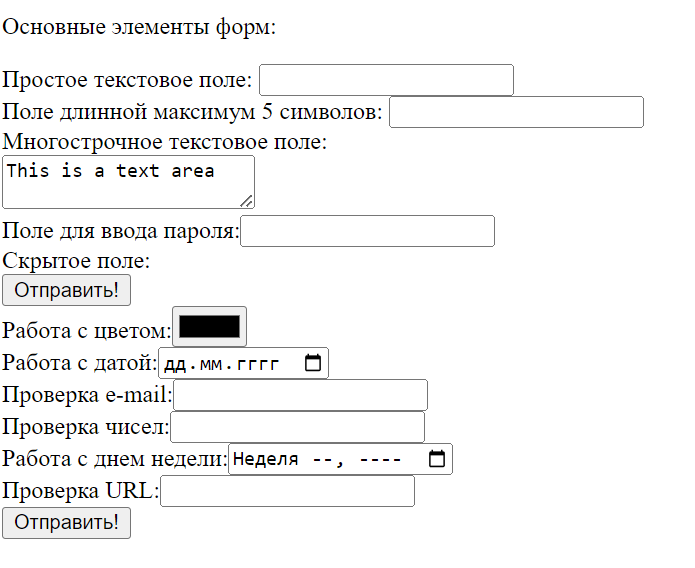 Основные элементы форм:
Простое текстовое поле:
Поле длинной максимум 5 символов:
Многострочное текстовое поле:
This is a text area
Поле для ввода пароля:
Скрытое поле:
Отправить!
Работа с цветом:
Работа с датой: дд.мм.гггг
Проверка e-mail:
Проверка чисел:
Работа с днем недели: Неделя --, ----
Проверка URL:
Отправить!